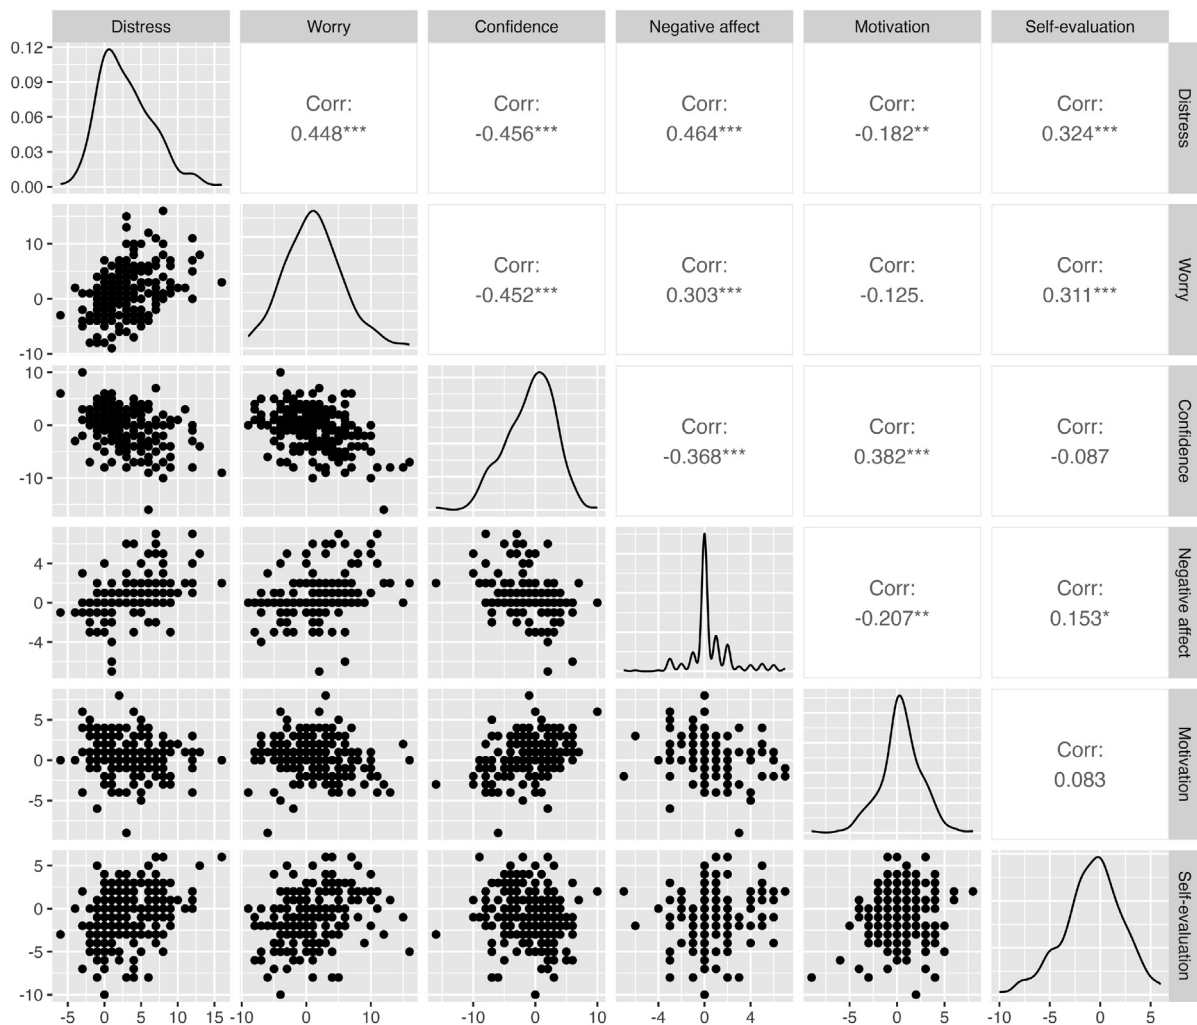 Distress Worry Confidence Negative affect Motivation Self-evaluation
0.12
0.09
0.06
0.03
0.00
Corr:
0.448***
Corr:
-0.456***
Corr:
0.464***
Corr:
-0.182**
Corr:
0.324***
Distress
10
0
-10
Corr:
-0.452***
Corr:
0.303***
Corr:
-0.125.
Corr:
0.311***
Worry
10
0
-10
Corr:
-0.368***
Corr:
0.382***
Corr:
-0.087
Confidence
4
0
-4
Corr:
-0.207**
Corr:
0.153*
Negative affect
5
0
-5
Corr:
0.083
Motivation
5
0
-5
-10
Self-evaluation
-5 0 5 10 15 -10 0 10 -10 0 10 -4 0 4 -5 0 5 -10 -5 0 5